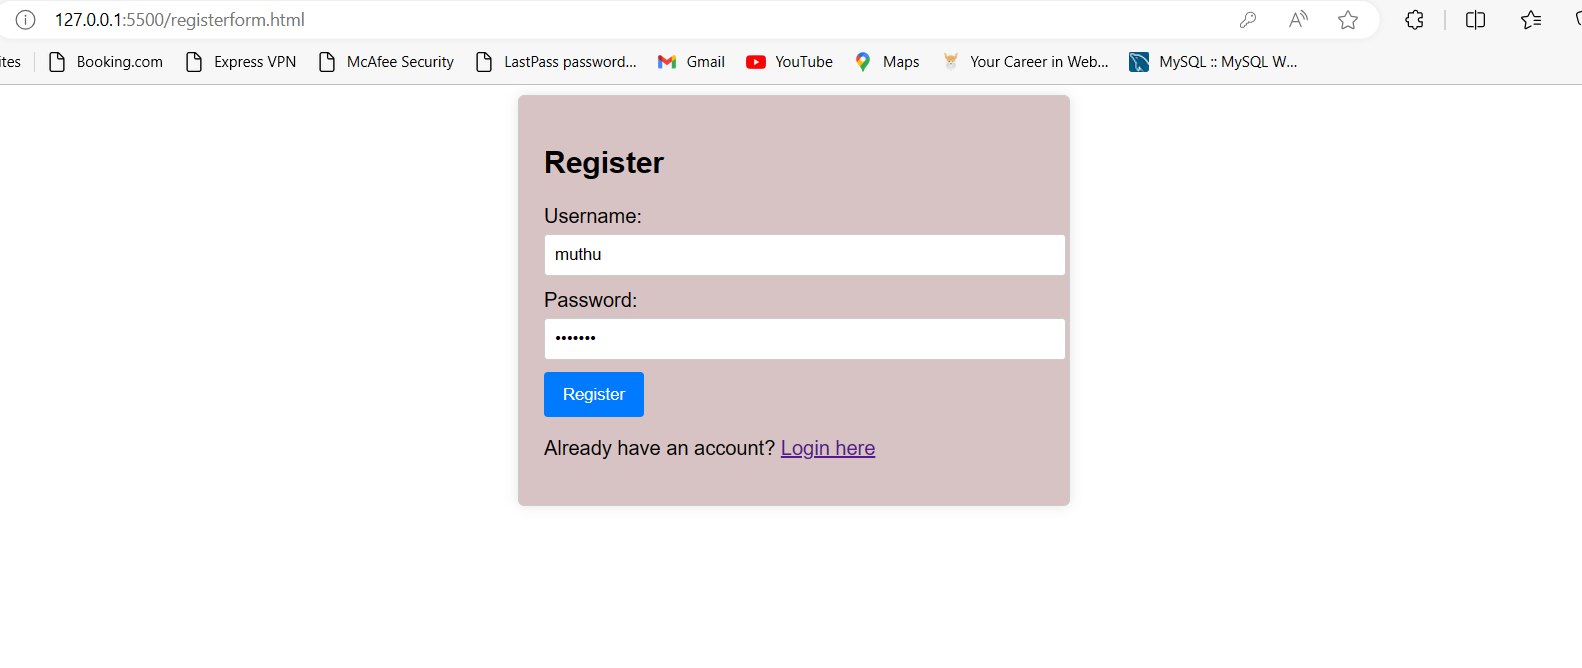 127.0.0.1:5500/registerform.html
ites Booking.com Express VPN McAfee Security LastPass password... Gmail YouTube Maps Your Career in Web... MySQL :: MySQL W...
Register
Username:
muthu
Password:
•••••••
Register
Already have an account? Login here